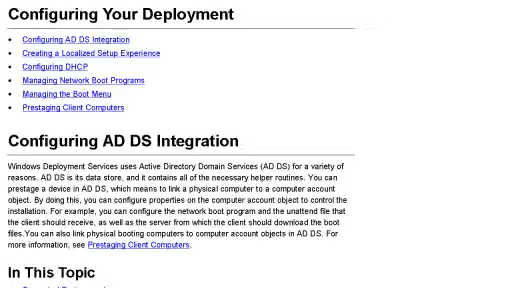 Configuring Your Deployment
• Configuring AD DS Integration
• Creating a Localized Setup Experience
• Configuring DHCP
• Managing Network Boot Programs
• Managing the Boot Menu
• Prestaging Client Computers
Configuring AD DS Integration
Windows Deployment Services uses Active Directory Domain Services (AD DS) for a variety of
reasons. AD DS is its data store, and it contains all of the necessary helper routines. You can
prestage a device in AD DS, which means to link a physical computer to a computer account
object. By doing this, you can configure properties on the computer account object to control the
installation. For example, you can configure the network boot program and the unattend file that
the client should receive, as well as the server from which the client should download the boot
files.You can also link physical booting computers to computer account objects in AD DS. For
more information, see Prestaging Client Computers.
In This Topic